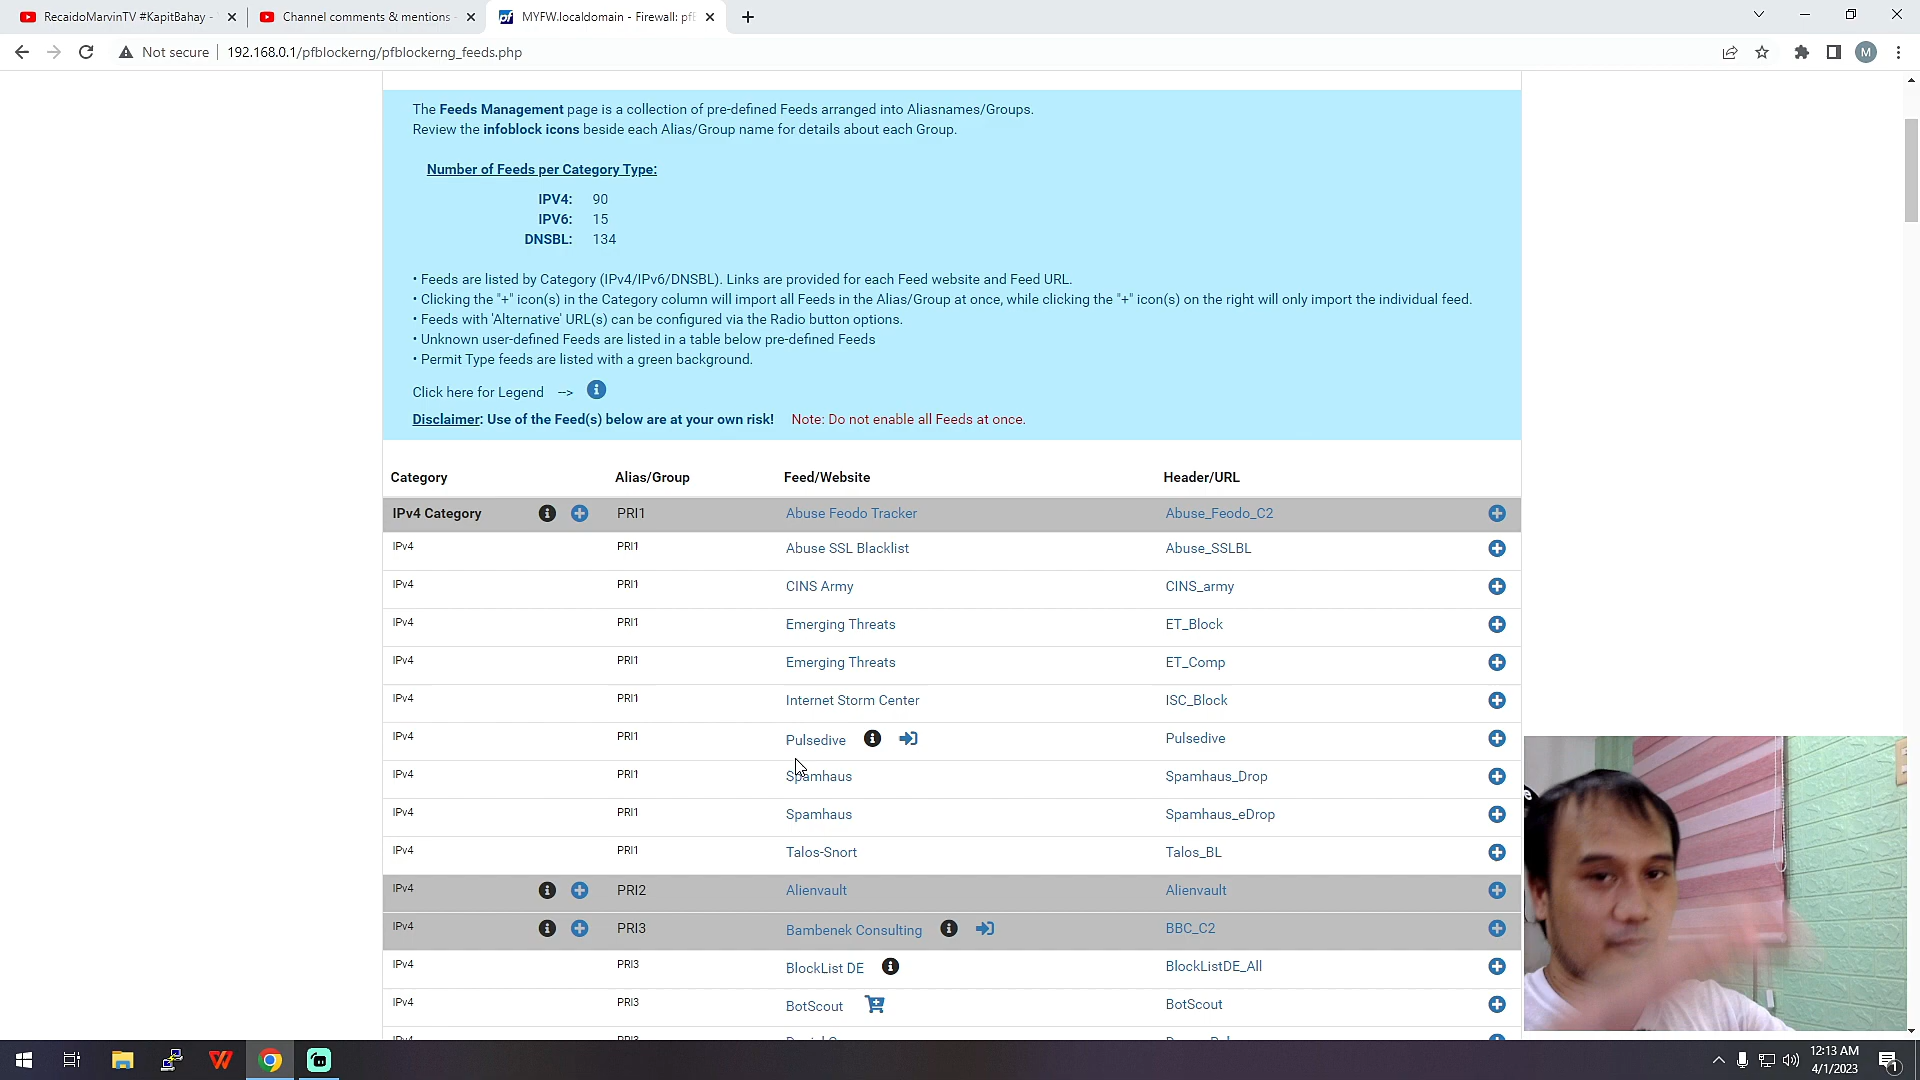 RecaidoMarvinTV #KapitBahay -
Channel comments & mentions
MYFW.localdomain - Firewall: pf
Not secure
192.168.0.1/pfblockerng/pfblockerng_feeds.php
M
The Feeds Management page is a collection of pre-defined Feeds arranged into Aliasnames/Groups.
Review the infoblock icons beside each Alias/Group name for details about each Group.
Number of Feeds per Category Type:
IPV4: 90
IPV6: 15
DNSBL: 134
• Feeds are listed by Category (IPv4/IPv6/DNSBL). Links are provided for each Feed website and Feed URL.
• Clicking the "+" icon(s) in the Category column will import all Feeds in the Alias/Group at once, while clicking the "+" icon(s) on the right will only import the individual feed.
• Feeds with 'Alternative' URL(s) can be configured via the Radio button options.
• Unknown user-defined Feeds are listed in a table below pre-defined Feeds
• Permit Type feeds are listed with a green background.
Click here for Legend -->
Disclaimer: Use of the Feed(s) below are at your own risk! Note: Do not enable all Feeds at once.
Category Alias/Group Feed/Website Header/URL
IPv4 Category PRI1 Abuse Feodo Tracker Abuse_Feodo_C2
IPv4 PRI1 Abuse SSL Blacklist Abuse_SSLBL
IPv4 PRI1 CINS Army CINS_army
IPv4 PRI1 Emerging Threats ET_Block
IPv4 PRI1 Emerging Threats ET_Comp
IPv4 PRI1 Internet Storm Center ISC_Block
IPv4 PRI1 Pulsedive Pulsedive
IPv4 PRI1 Spamhaus Spamhaus_Drop
IPv4 PRI1 Spamhaus Spamhaus_eDrop
IPv4 PRI1 Talos-Snort Talos_BL
IPv4 PRI2 Alienvault Alienvault
IPv4 PRI3 Bambenek Consulting BBC_C2
IPv4 PRI3 BlockList DE BlockListDE_All
IPv4 PRI3 BotScout BotScout
12:13 AM
4/1/2023
1